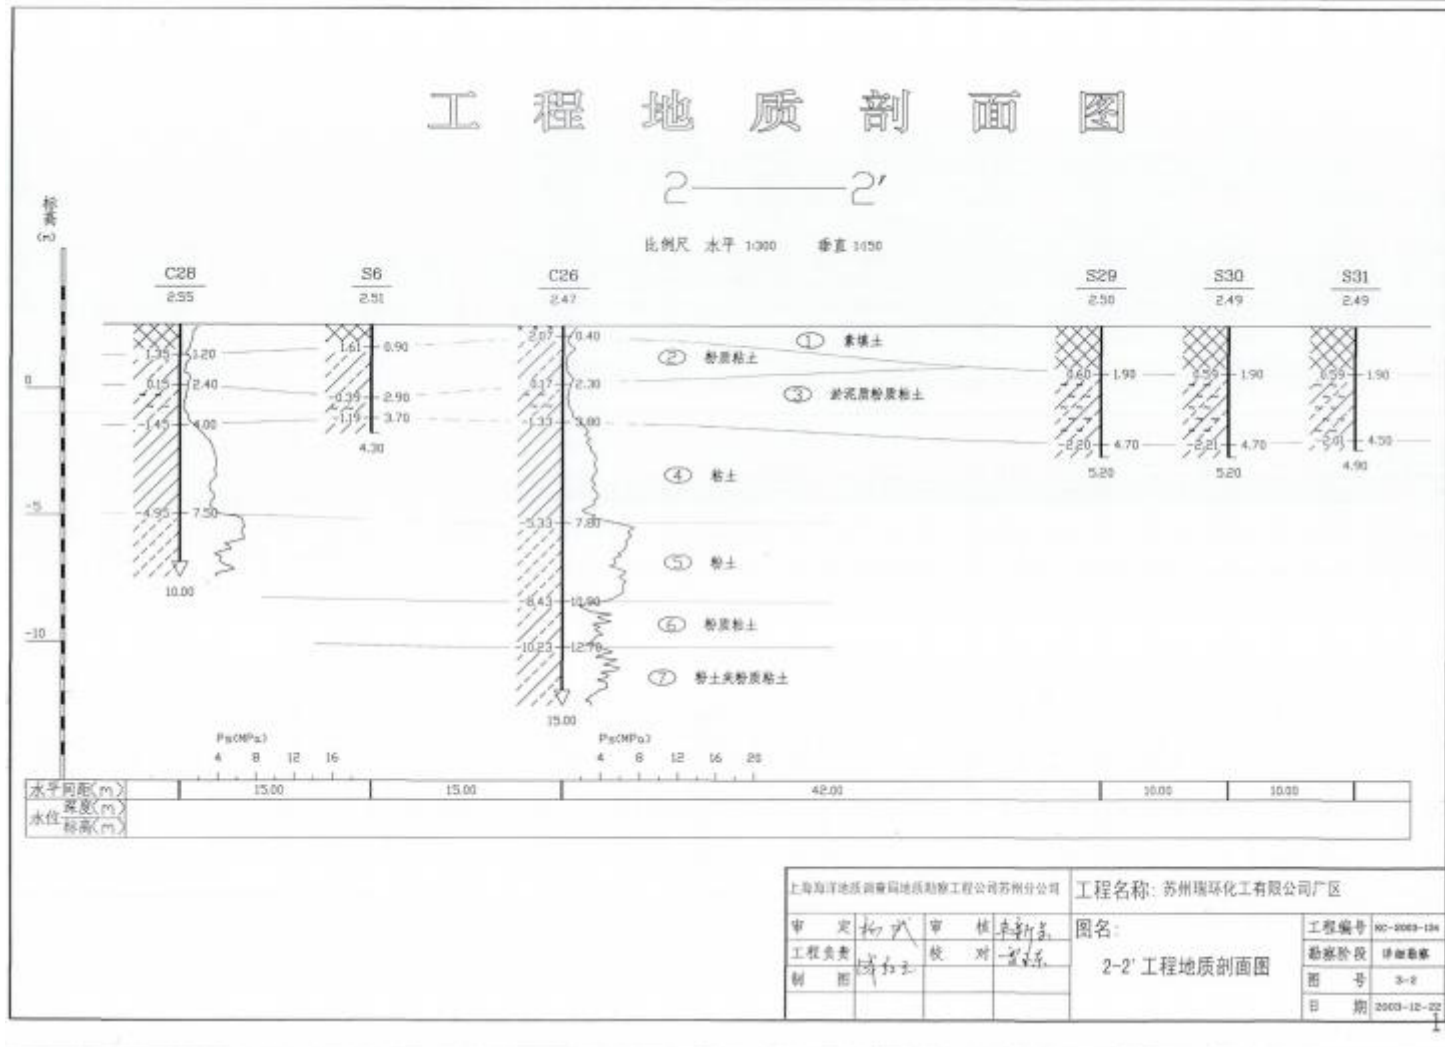 工程地质剖面图
2——2'
比例尺 水平 1:300 垂直 1:150
标高
(m)
C28 S6 C26 S29 S30 S31
2.55 2.51 2.47 2.50 2.49 2.49
2.07 0.40
① 素填土
1.35 1.20 1.61 0.90
② 粉质粘土
0.60 1.90 0.59 1.90 0.59 1.90
0
0.15 2.40 0.17 2.30
-0.39 2.90
③ 淤泥质粉质粘土
-1.45 4.00 -1.19 3.70 -1.33 3.80
-2.20 4.70 -2.21 4.70 -2.01 4.50
4.30
5.20 5.20 4.90
④ 粘土
-5
-4.95 7.50
-5.33 7.80
⑤ 粉土
10.00
-8.43 10.90
⑥ 粉质粘土
-10
-10.23 12.70
⑦ 粉土夹粉质粘土
15.00
Ps(MPa) Ps(MPa)
4 8 12 16 4 8 12 16 20
水平间距(m) 15.00 15.00 42.00 10.00 10.00
水位 深度(m)
标高(m)
上海海洋地质调查局地质勘察工程公司苏州分公司
工程名称: 苏州瑞环化工有限公司厂区
审定 审核
工程负责 校对
制图
图名:
2-2' 工程地质剖面图
工程编号 KC-2003-134
勘察阶段 详细勘察
图号 3-2
日期 2003-12-22
1